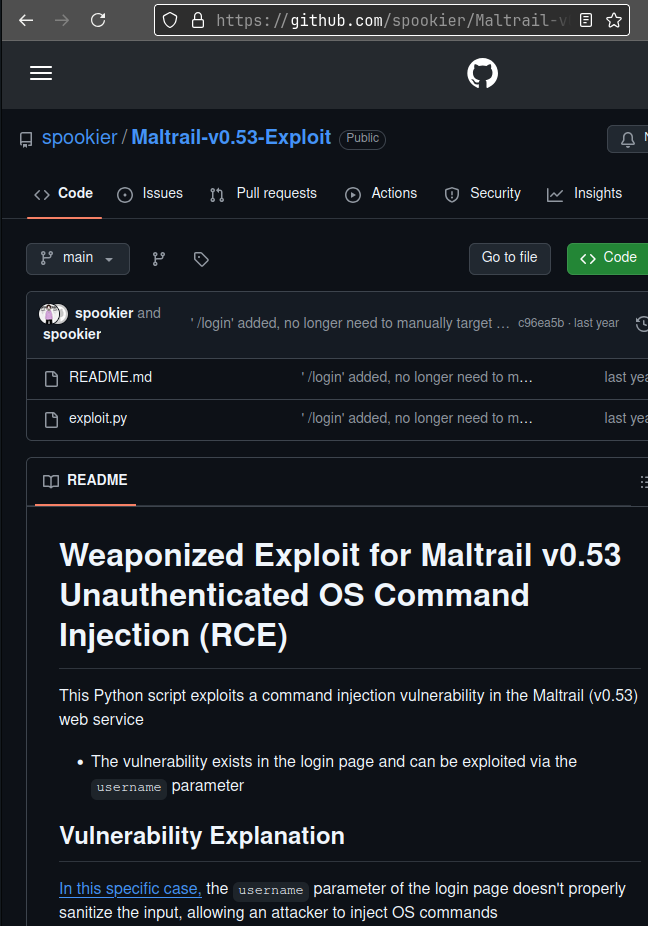 https://github.com/spookier/Maltrail-v
spookier / Maltrail-v0.53-Exploit Public
Code Issues Pull requests Actions Security Insights
main Go to file Code
spookier and
spookier
' /login' added, no longer need to manually target ... c96ea5b · last year
README.md ' /login' added, no longer need to m... last yea
exploit.py ' /login' added, no longer need to m... last yea
README
Weaponized Exploit for Maltrail v0.53
Unauthenticated OS Command
Injection (RCE)
This Python script exploits a command injection vulnerability in the Maltrail (v0.53)
web service
• The vulnerability exists in the login page and can be exploited via the
username parameter
Vulnerability Explanation
In this specific case, the username parameter of the login page doesn't properly
sanitize the input, allowing an attacker to inject OS commands